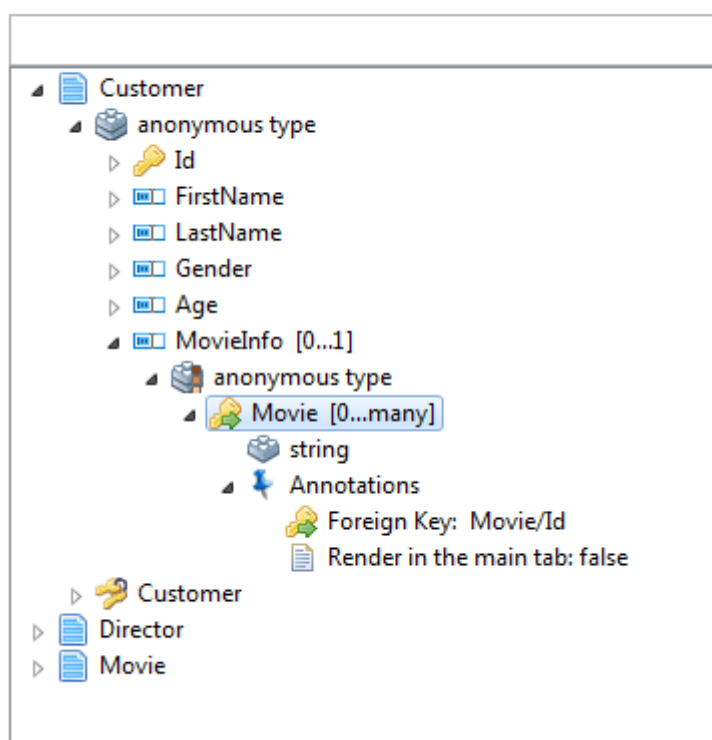 Customer
anonymous type
Id
FirstName
LastName
Gender
Age
MovieInfo [0...1]
anonymous type
Movie [0...many]
string
Annotations
Foreign Key: Movie/Id
Render in the main tab: false
Customer
Director
Movie